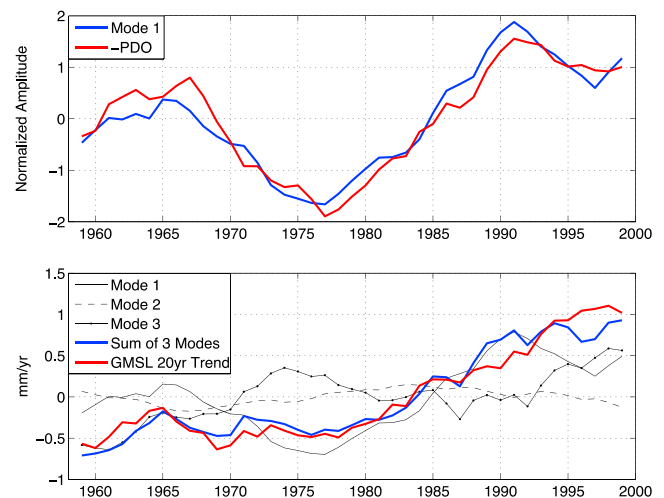 Normalized Amplitude
2
1
0
−1
−2
Mode 1
−PDO
1960 1965 1970 1975 1980 1985 1990 1995 2000
mm/yr
1.5
1
0.5
0
−0.5
−1
Mode 1
Mode 2
Mode 3
Sum of 3 Modes
GMSL 20yr Trend
1960 1965 1970 1975 1980 1985 1990 1995 2000